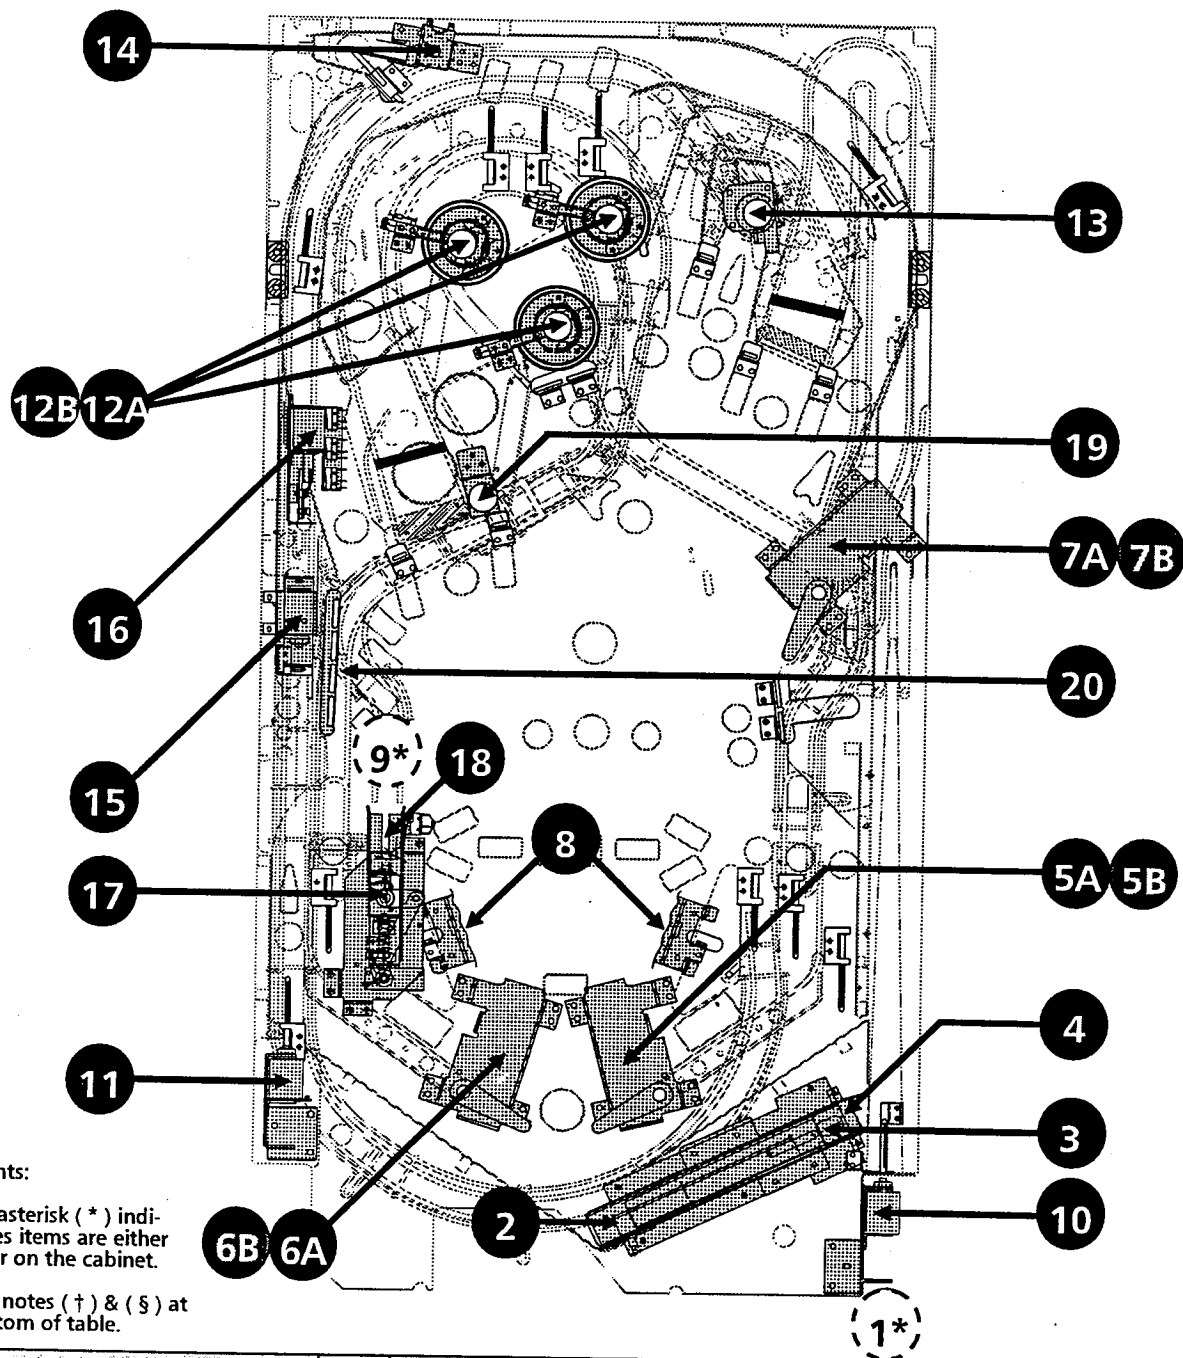 14
13
12B 12A
19
7A 7B
16
20
9*
18
15
8
5A 5B
17
4
11
3
nts:
asterisk ( * ) indi-
es items are either
r on the cabinet.
6B 6A
2
10
notes ( † ) & ( § ) at
tom of table.
1*